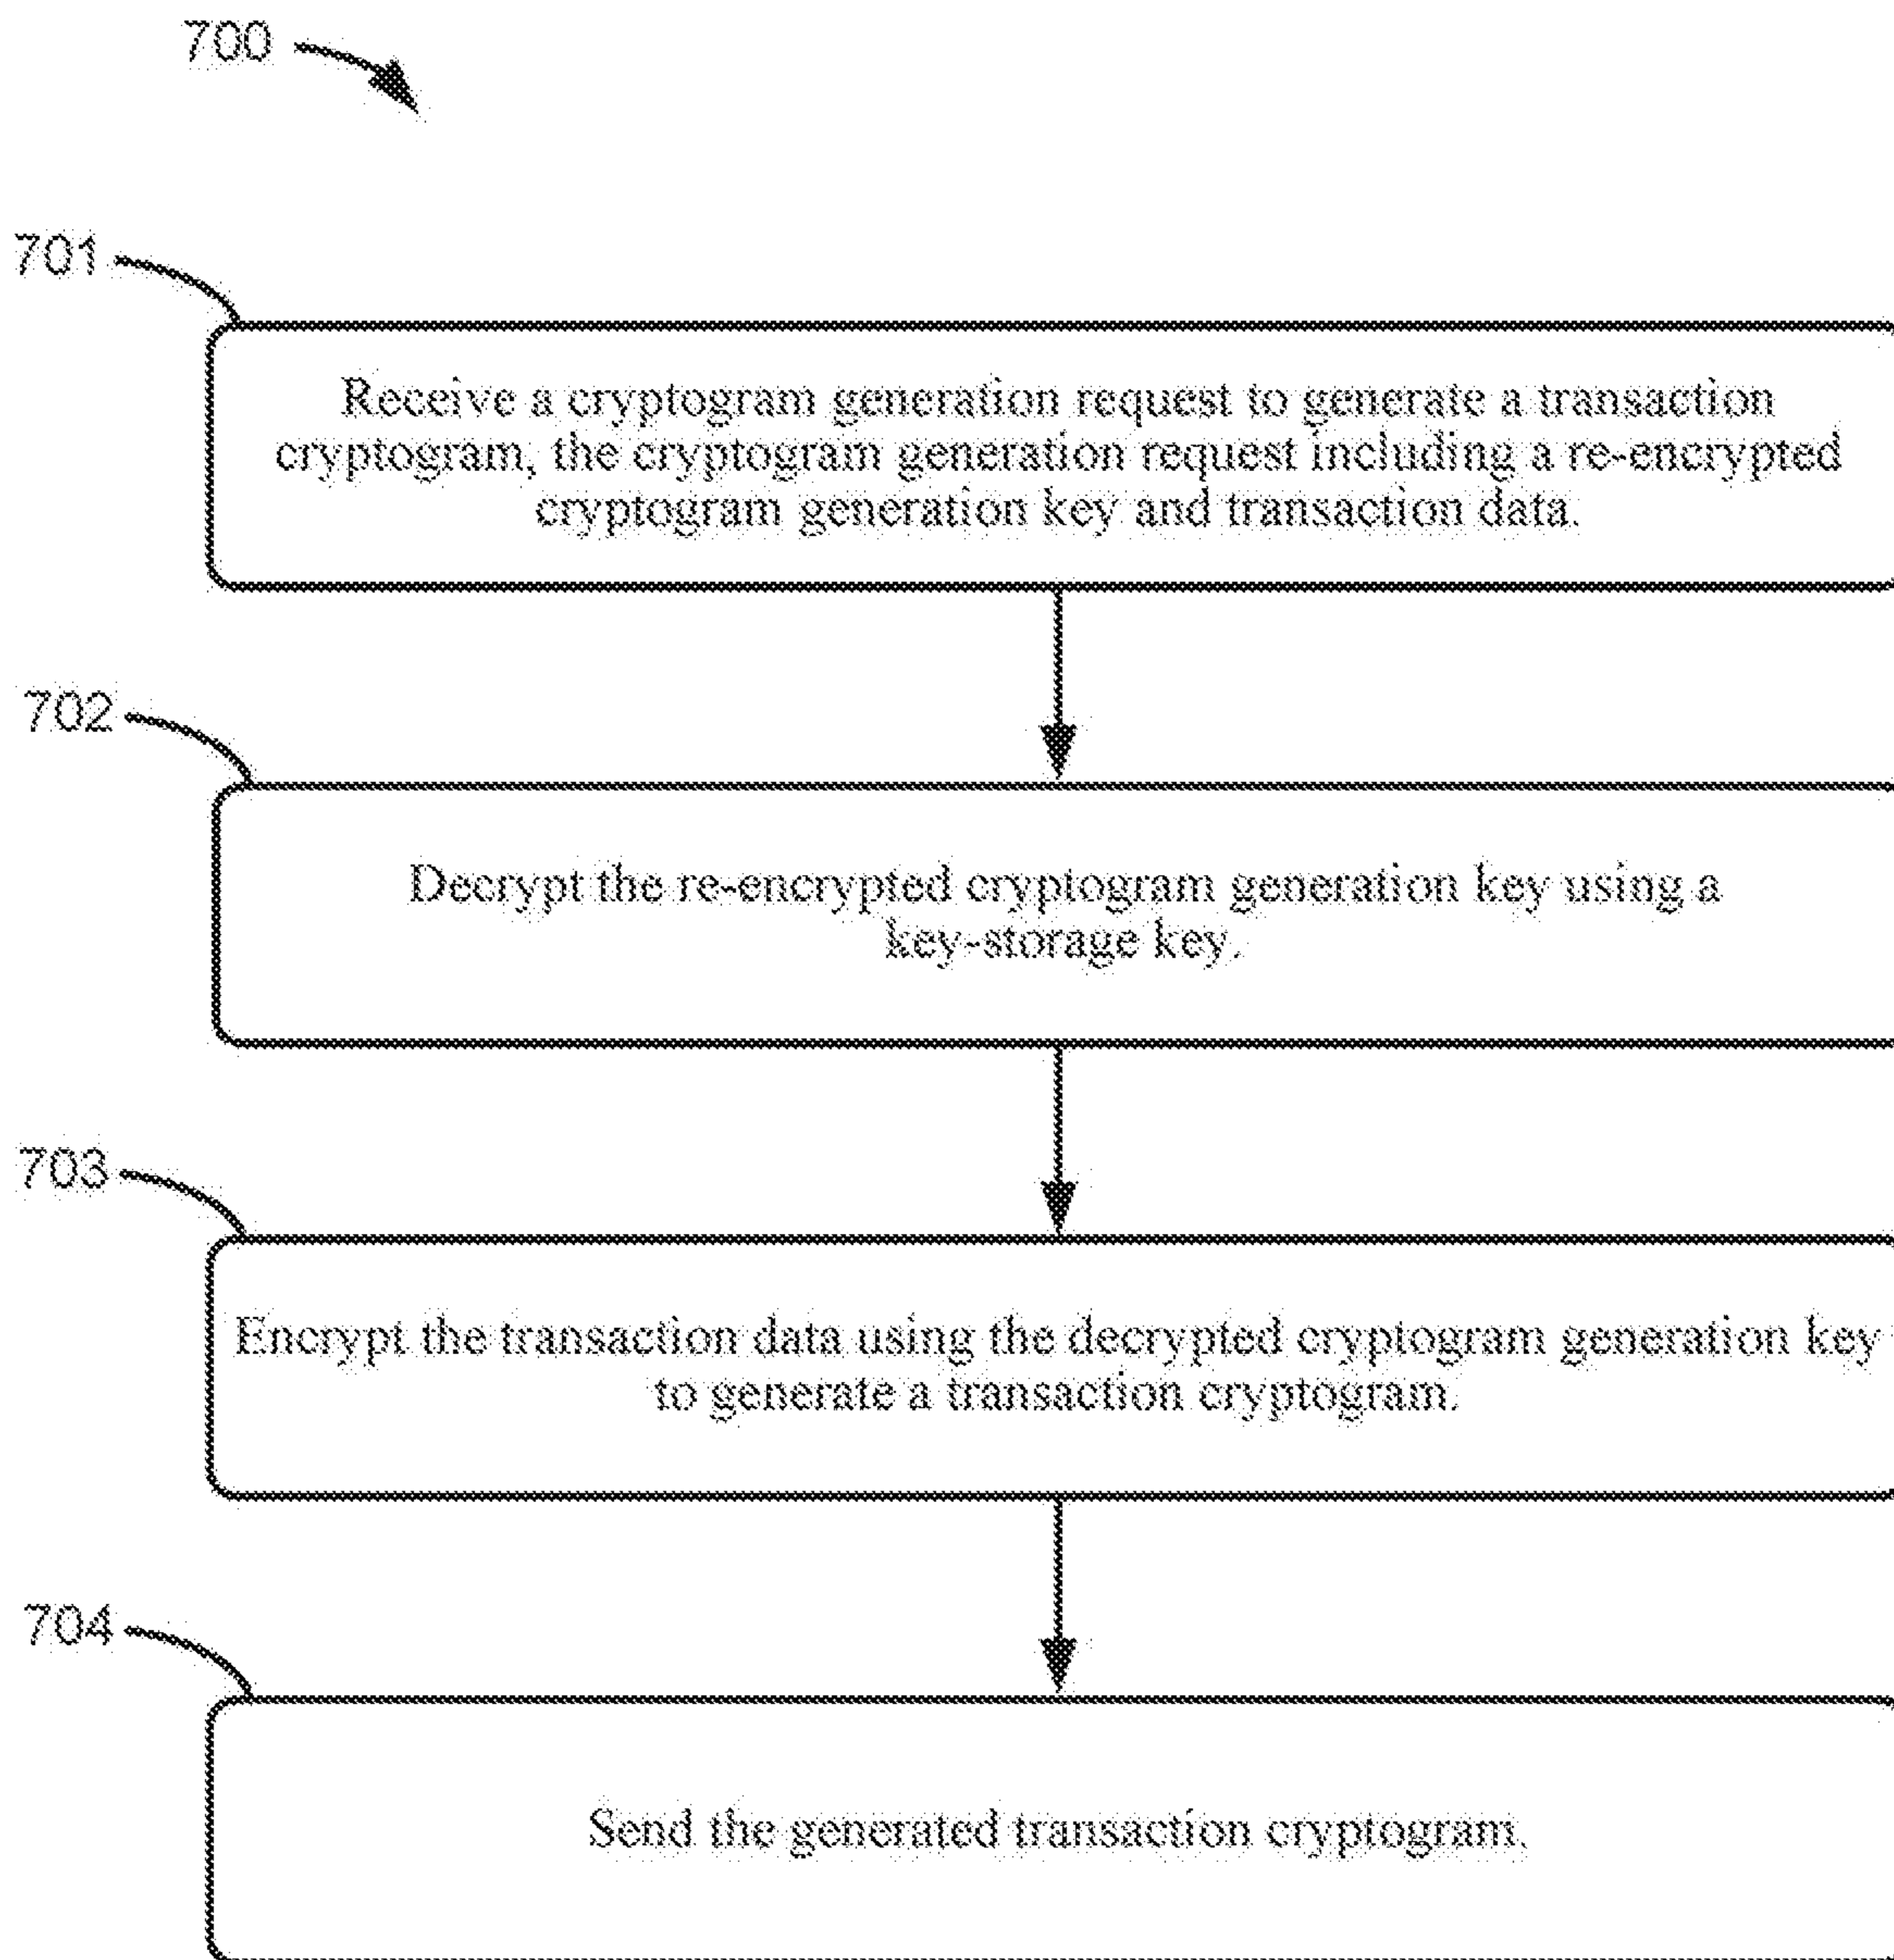 700
701
Receive a cryptogram generation request to generate a transaction
cryptogram, the cryptogram generation request including a re-encrypted
cryptogram generation key and transaction data.
702
Decrypt the re-encrypted cryptogram generation key using a
key-storage key.
703
Encrypt the transaction data using the decrypted cryptogram generation key
to generate a transaction cryptogram.
704
Send the generated transaction cryptogram.